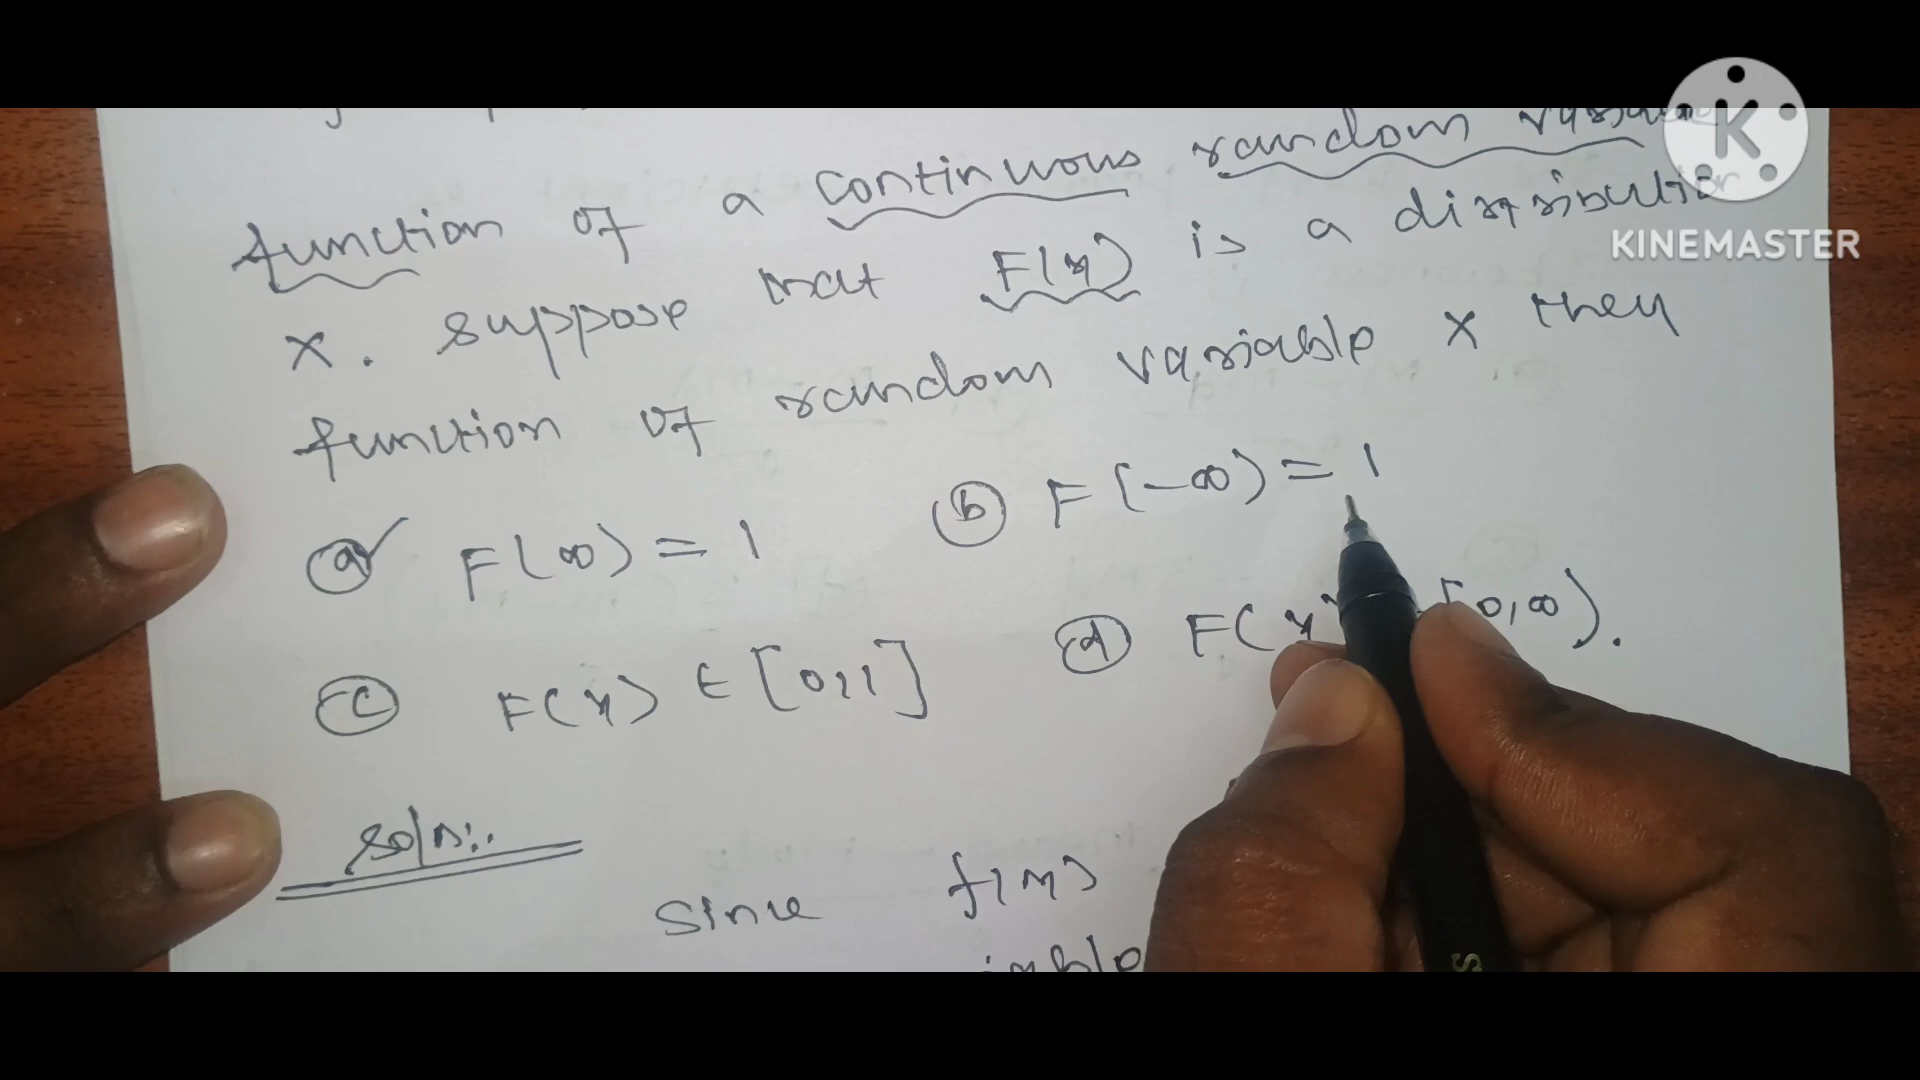 function of a continuous random
x. suppose that F(x) is a distribution
function of random variable x then
(a) F(∞) = 1 (b) F(-∞) = 1
(c) F(x) ∈ [0,1] (d) F(x [0,∞).
Soln:.
Since f(x)
KINEMASTER